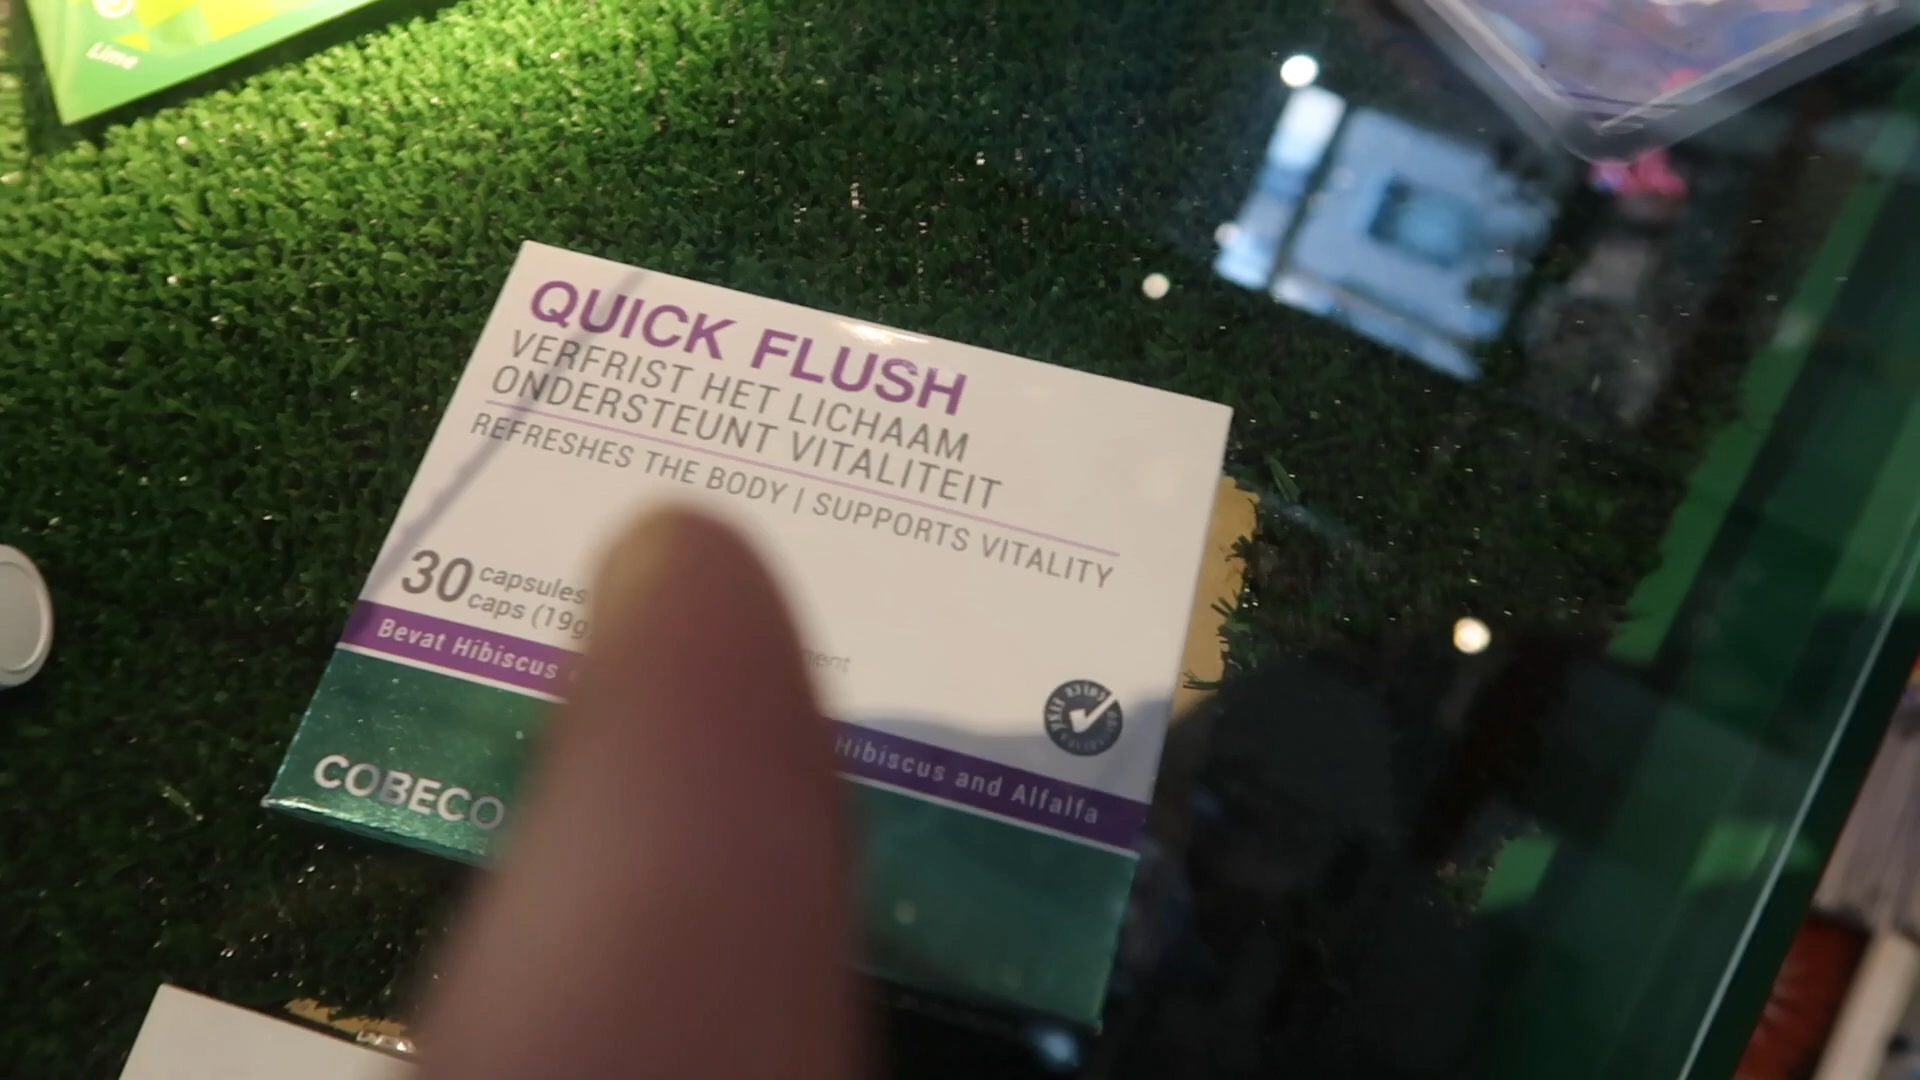 Lime
QUICK FLUSH
VERFRIST HET LICHAAM
ONDERSTEUNT VITALITEIT
REFRESHES THE BODY | SUPPORTS VITALITY
30 capsules
caps (19g
Bevat Hibiscus
Hibiscus and Alfalfa
COBECO